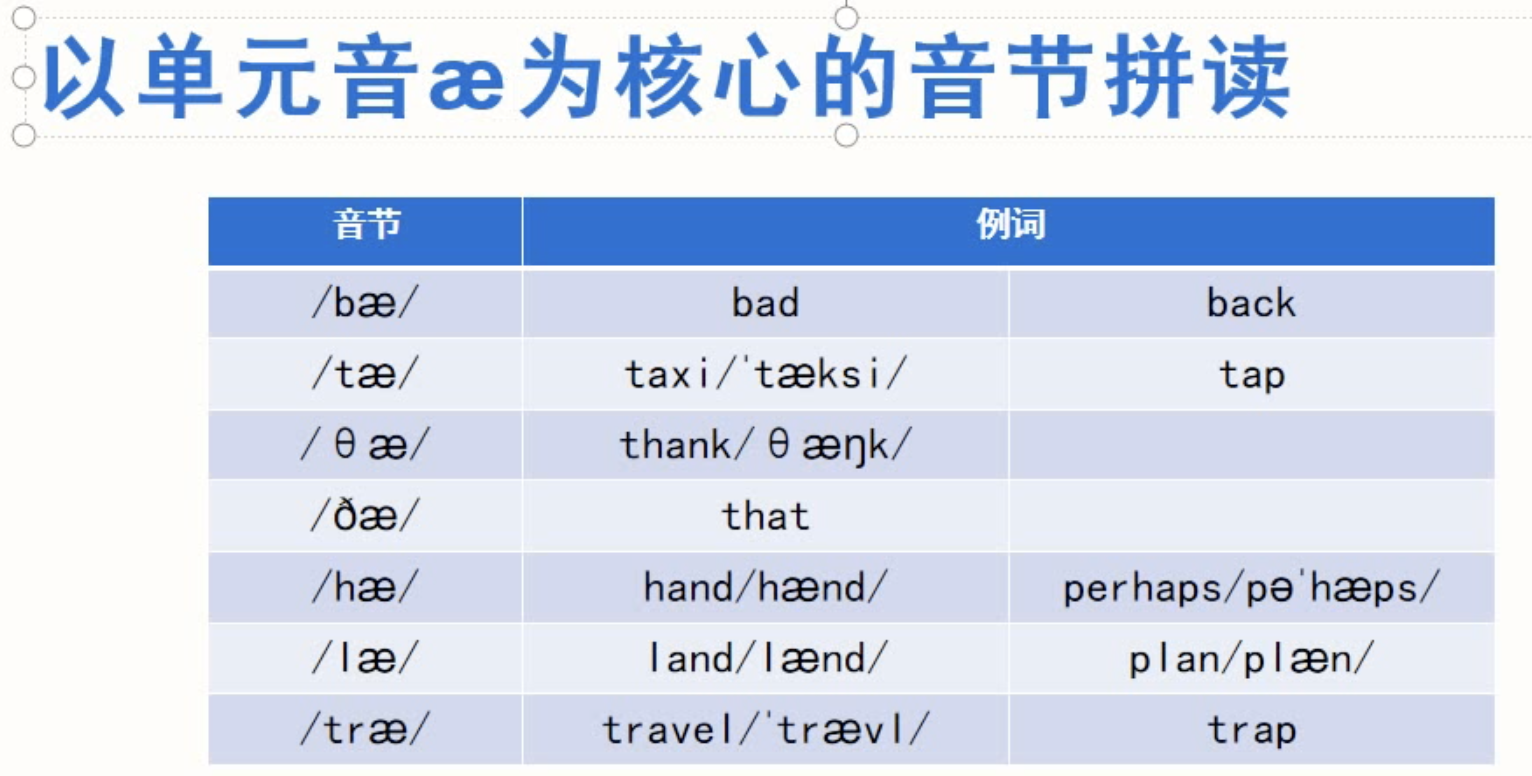 以单元音æ为核心的音节拼读
音节 例词
/bæ/ bad back
/tæ/ taxi/ˈtæksi/ tap
/θæ/ thank/θæŋk/
/ðæ/ that
/hæ/ hand/hænd/ perhaps/pəˈhæps/
/læ/ land/lænd/ plan/plæn/
/træ/ travel/ˈtrævl/ trap